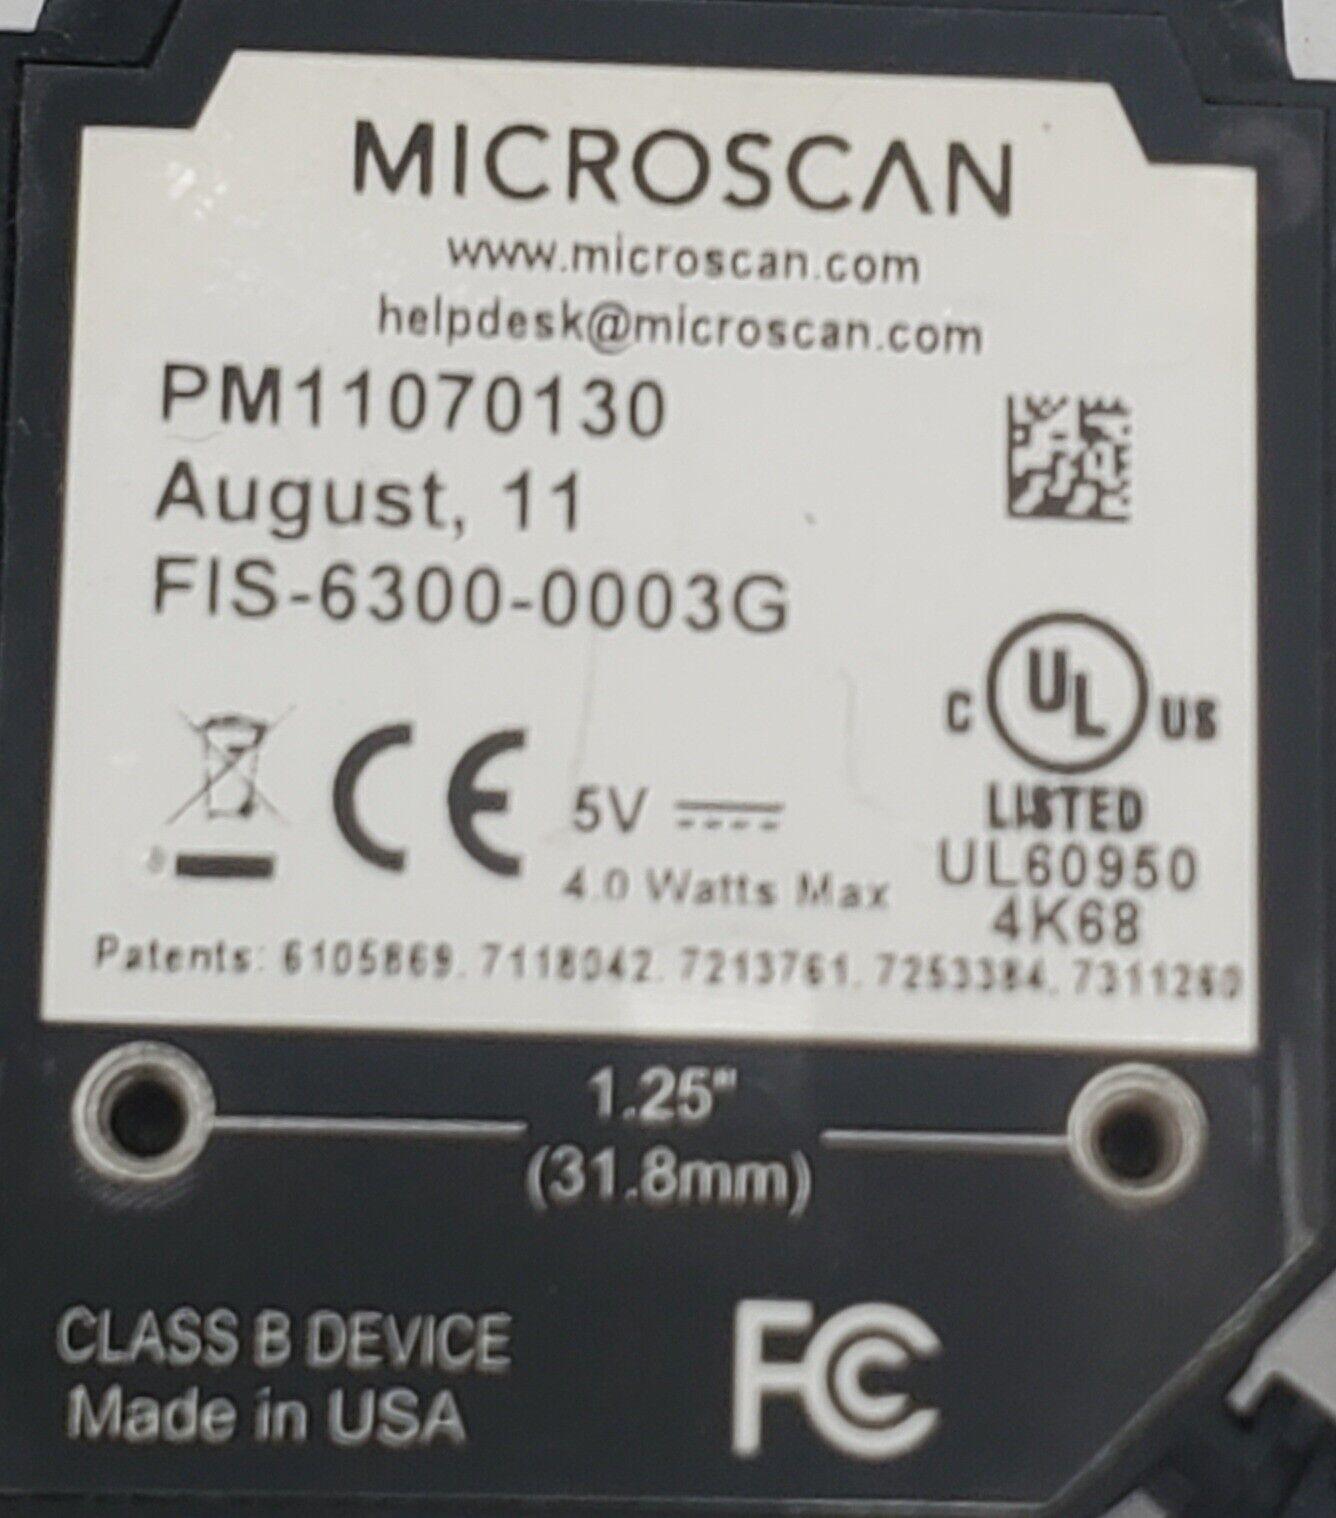 MICROSCAN
www.microscan.com
helpdesk@microscan.com
PM11070130
August, 11
FIS-6300-0003G
C UL US
LISTED
UL60950
4K68
CE
5V
4.0 Watts Max
Patents: 6105869, 7118042, 7213761, 7253384, 7311260
1.25"
(31.8mm)
CLASS B DEVICE
Made in USA
FC